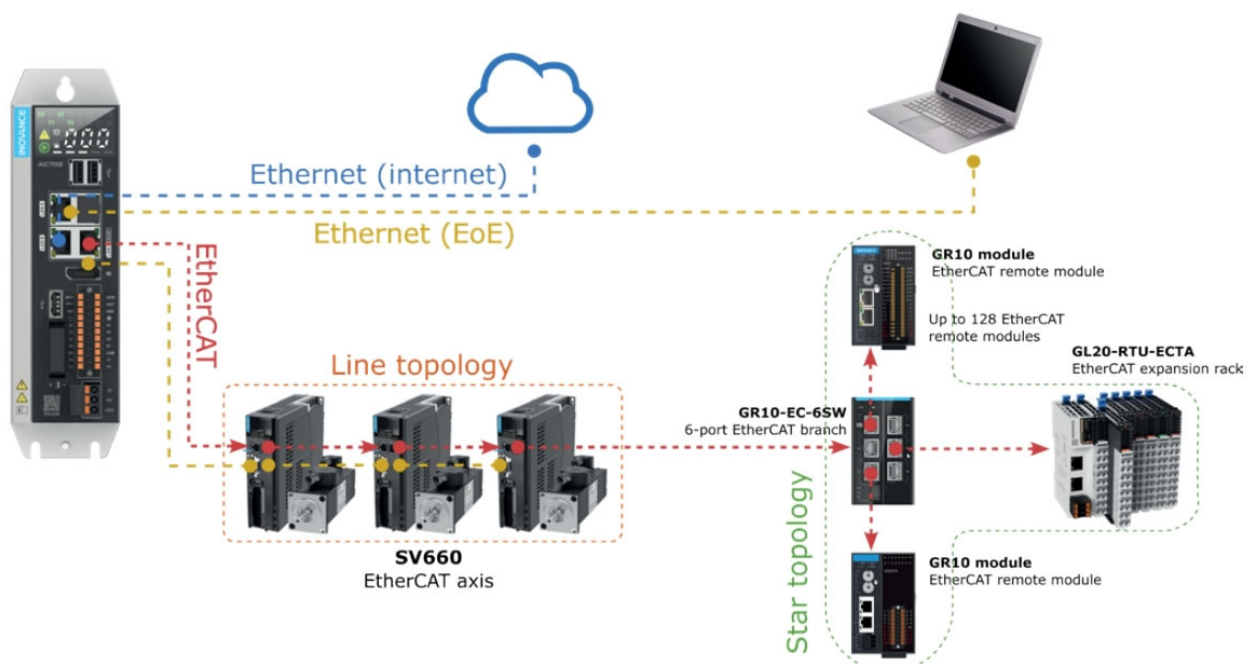 INOVANCE
AC703
Ethernet (internet)
Ethernet (EoE)
EtherCAT
Line topology
SV660
EtherCAT axis
GR10 module
EtherCAT remote module
Up to 128 EtherCAT
remote modules
GL20-RTU-ECTA
EtherCAT expansion rack
GR10-EC-6SW
6-port EtherCAT branch
Star topology
GR10 module
EtherCAT remote module